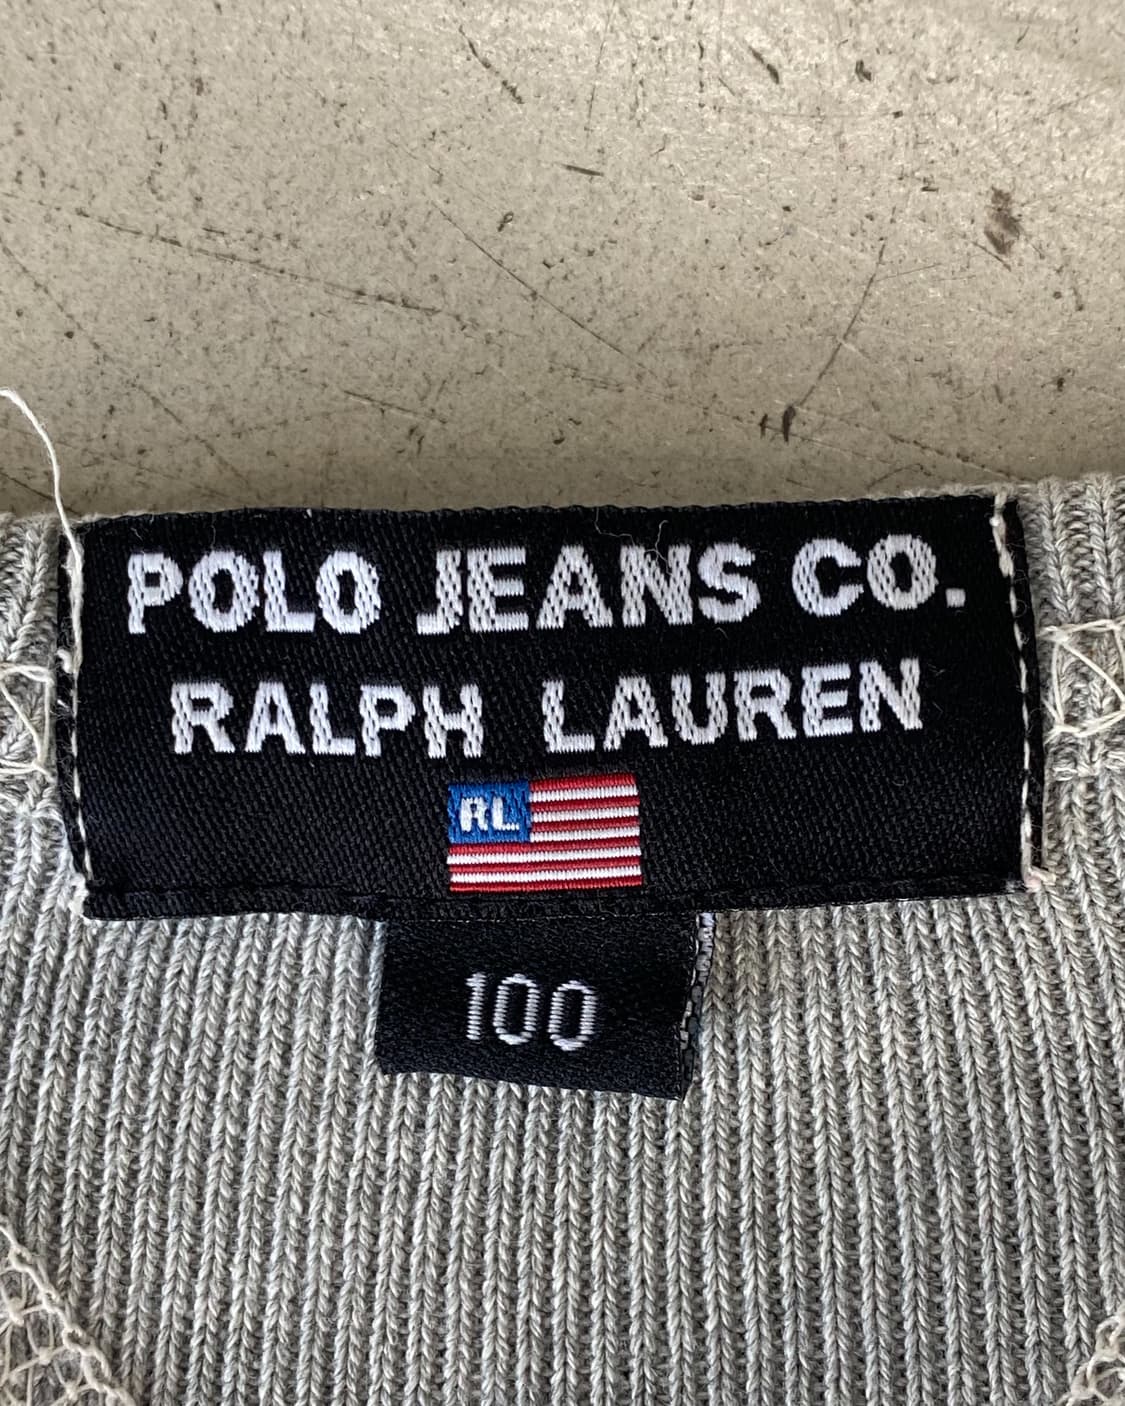 POLO JEANS CO.
RALPH LAUREN
RL
100